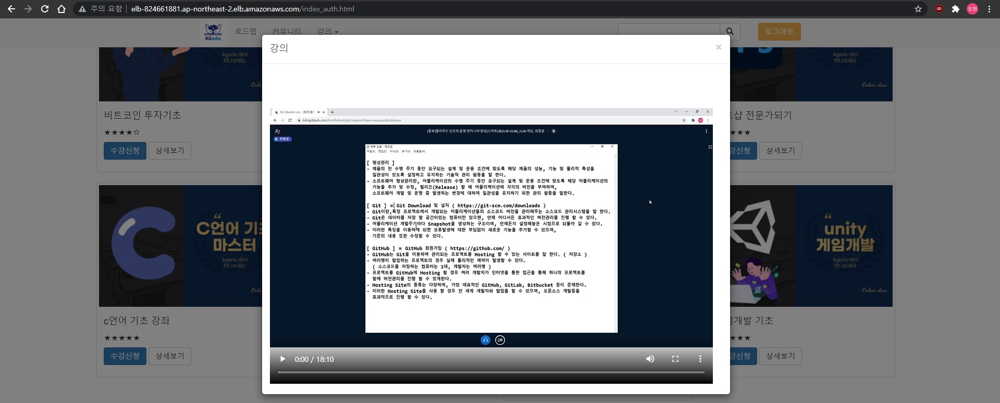 주의 요함
elb-824661881.ap-northeast-2.elb.amazonaws.com/index_auth.html
도현
KGedu
로드맵
커뮤니티
강의
로그아웃
강의
×
kgedu 에서
만나보세요
Onli
비트코인 투자기초
★★★★☆
수강신청
상세보기
C언어 기초
마스터
kgedu 에서
만나보세요
Onli
c언어 기초 강좌
★★★★★
수강신청
상세보기
KG Eduone Live - [종로]클
b4.kgitbank.com/html5client/join?sessionToken=wuxoyzvkccbkxezw
[종로]클라우드 인프라 운영 엔지니어 양성(스마트) B(15:30~22:00)_21.05 개강_최종운
최종운
제목 없음 - 메모장
파일(F) 편집(E) 서식(O) 보기(V) 도움말(H)
[ 형상관리 ]
- 제품의 전 수명 주기 동안 요구되는 설계 및 운용 조건에 맞도록 해당 제품의 성능, 기능 및 물리적 특성을
일관성이 있도록 설정하고 유지하는 기술적 관리 활동을 말 한다.
- 소프트웨어 형상관리란, 어플리케이션의 수명 주기 동안 요구되는 설계 및 운용 조건에 맞도록 해당 어플리케이션의
기능을 추가 및 수정, 릴리즈(Release) 할 때 어플리케이션에 각각의 버전을 부여하여,
소프트웨어 개발 및 운영 중 발생하는 변경에 대하여 일관성을 유지하기 위한 관리 활동을 말한다.
[ Git ] ※ Git Download 및 설치 ( https://git-scm.com/downloads )
- Git이란,특정 프로젝트에서 개발되는 어플리케이션들의 소스코드 버전을 관리해주는 소스코드 관리시스템을 말 한다.
- Git은 데이터를 저장 할 공간이있는 컴퓨터만 있으면, 언제 어디서든 효과적인 버전관리를 진행 할 수 있다.
- 어플리케이션 개발주기마다 Snapshot을 생성하는 구조이며, 언제든지 설정해놓은 시점으로 되돌아 갈 수 있다.
- 이러한 특징을 이용하게 되면 오류발생에 대한 부담없이 새로운 기능을 추가할 수 있으며,
기존의 내용 또한 수정할 수 있다.
[ GitHub ] ※ GitHub 회원가입 ( https://github.com/ )
- GitHub는 Git을 이용하여 관리되는 프로젝트를 Hosting 할 수 있는 사이트를 말 한다. ( 저장소 )
- 여러명이 협업하는 프로젝트의 경우 실제 물리적인 제약이 발생할 수 있다.
( 소스코드를 저장하는 컴퓨터는 1대, 개발자는 여러명 )
- 프로젝트를 GitHub에 Hosting 할 경우 여러 개발자가 인터넷을 통한 접근을 통해 하나의 프로젝트를
함께 버전관리를 진행 할 수 있게된다.
- Hosting Site의 종류는 다양하며, 가장 대표적인 GitHub, GitLab, Bitbucket 등이 존재한다.
- 이러한 Hosting Site를 사용 할 경우 전 세계 개발자와 협업을 할 수 있으며, 오픈소스 개발등을
효과적으로 진행 할 수 있다.
0:00 / 18:10
kgedu 에서
만나보세요
Online class
토샵 전문가되기
★★★
강신청
상세보기
unity
게임개발
kgedu 에서
만나보세요
Online class
임개발 기초
★★★
강신청
상세보기